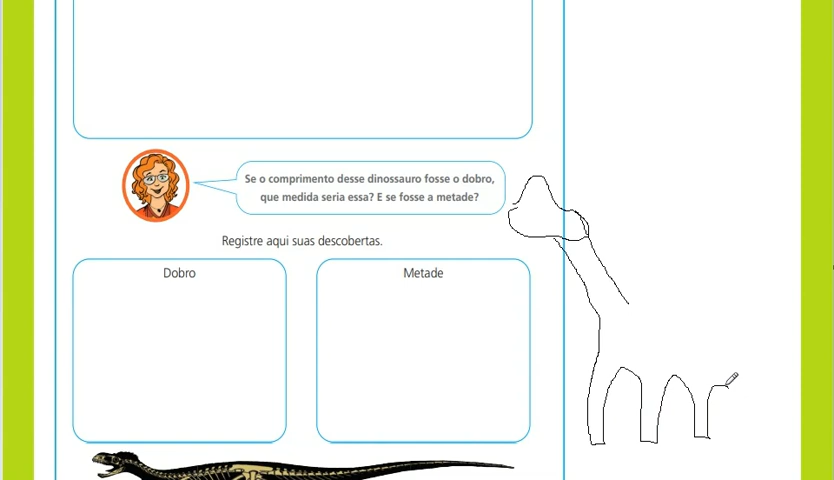 Se o comprimento desse dinossauro fosse o dobro,
que medida seria essa? E se fosse a metade?
Registre aqui suas descobertas.
Dobro
Metade